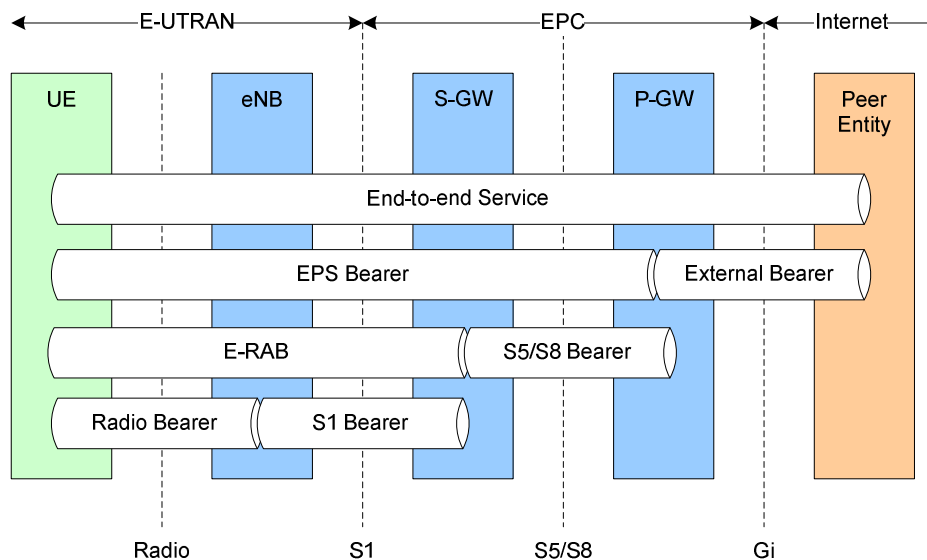 E-UTRAN
EPC
Internet
UE
eNB
S-GW
P-GW
Peer
Entity
End-to-end Service
EPS Bearer
External Bearer
E-RAB
S5/S8 Bearer
Radio Bearer
S1 Bearer
Radio
S1
S5/S8
Gi